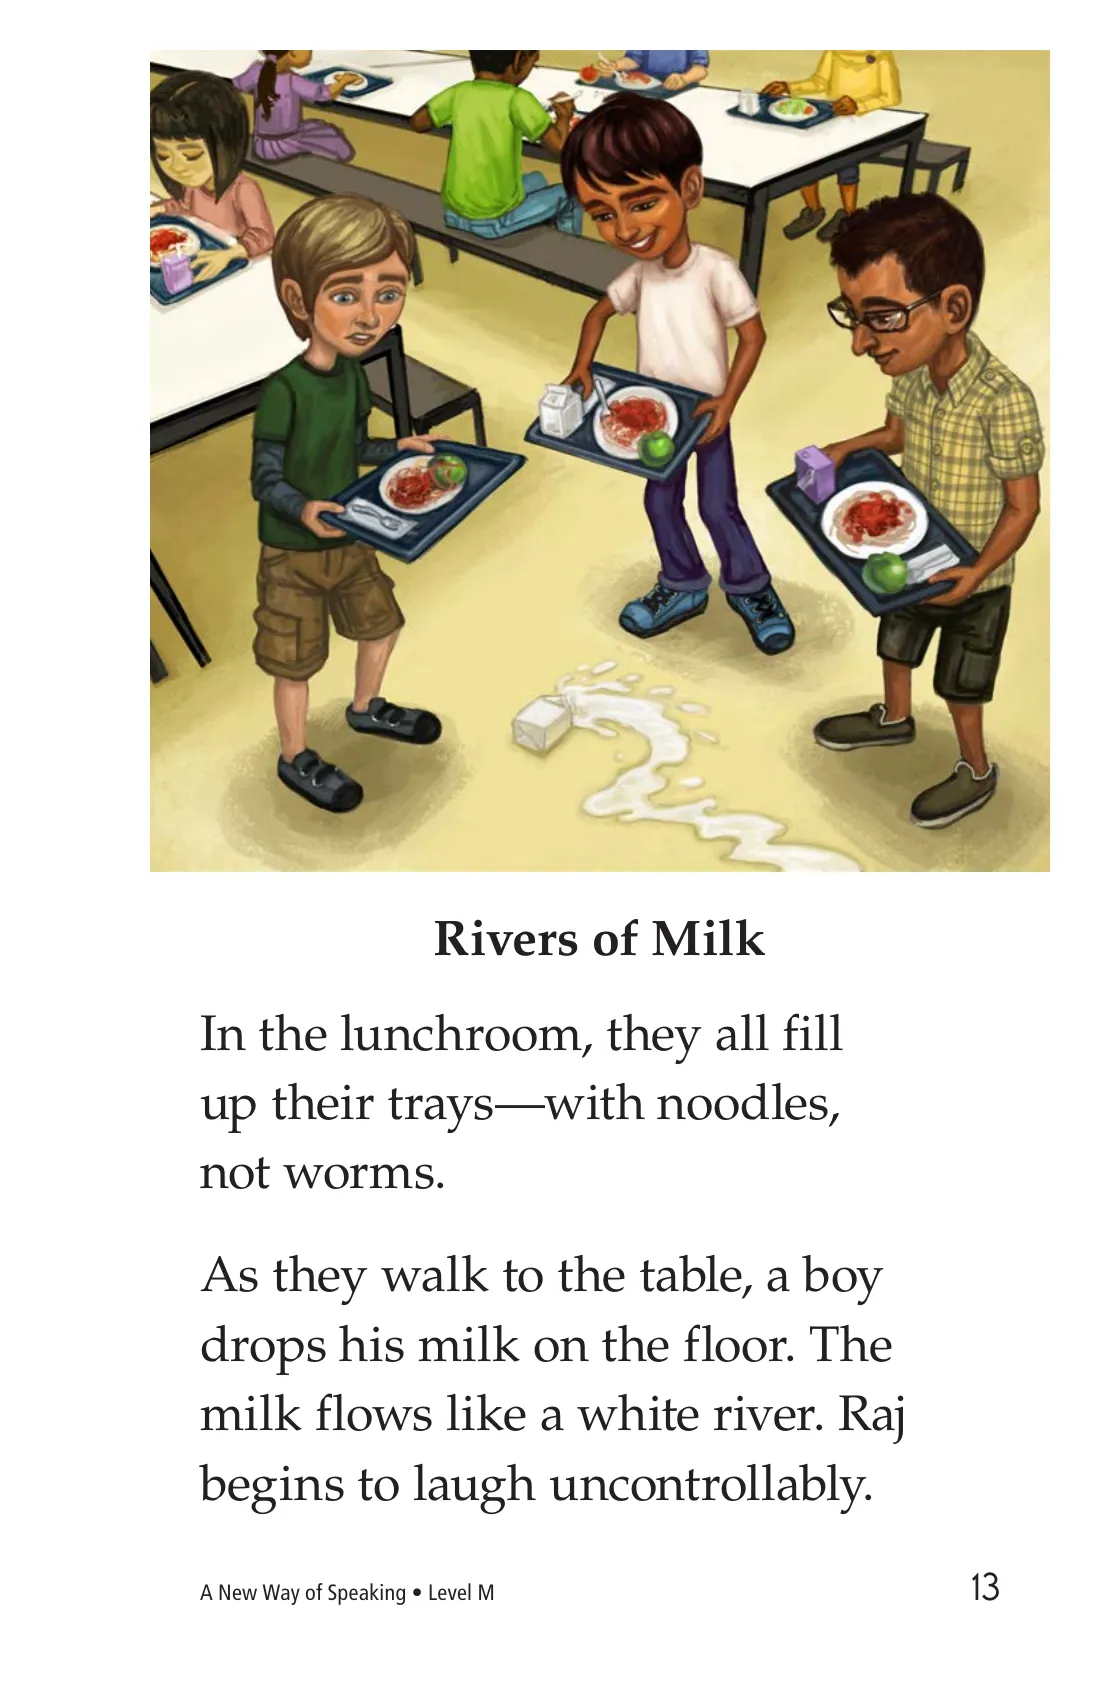 Rivers of Milk
In the lunchroom, they all fill
up their trays—with noodles,
not worms.
As they walk to the table, a boy
drops his milk on the floor. The
milk flows like a white river. Raj
begins to laugh uncontrollably.
A New Way of Speaking • Level M
13